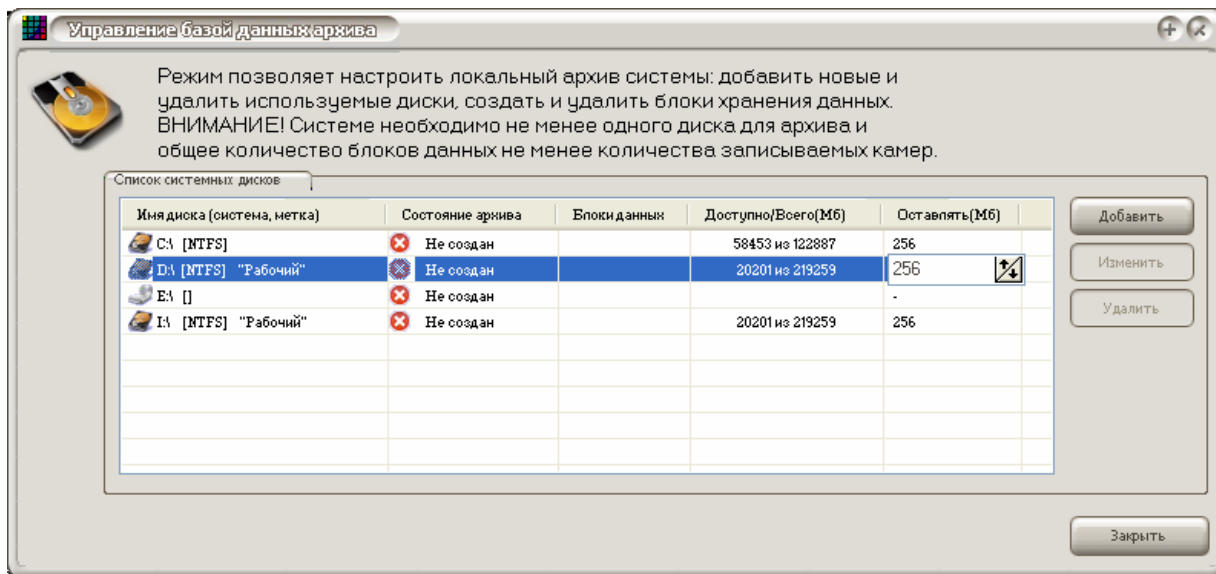 Управление базой данных архива
Режим позволяет настроить локальный архив системы: добавить новые и
удалить используемые диски, создать и удалить блоки хранения данных.
ВНИМАНИЕ! Системе необходимо не менее одного диска для архива и
общее количество блоков данных не менее количества записываемых камер.
Список системных дисков
Имя диска (система, метка) Состояние архива Блоки данных Доступно/Всего(Мб) Оставлять(Мб)
C:\ [NTFS] Не создан 58453 из 122887 256
D:\ [NTFS] "Рабочий" Не создан 20201 из 219259 256
E:\ [] Не создан -
I:\ [NTFS] "Рабочий" Не создан 20201 из 219259 256
Добавить
Изменить
Удалить
Закрыть